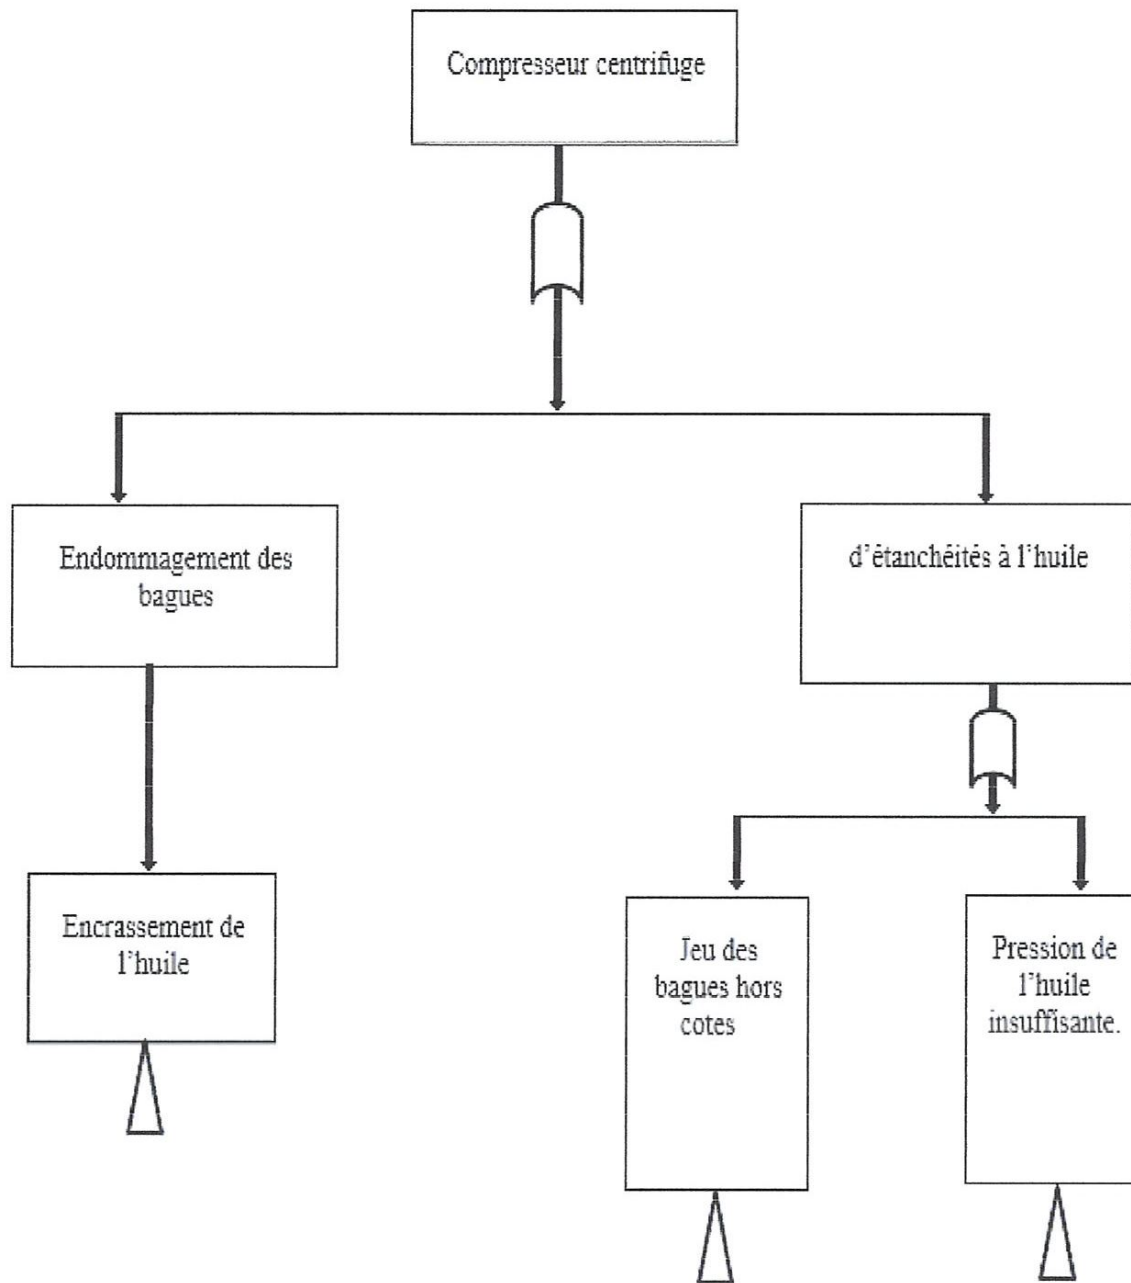 Compresseur centrifuge
Endommagement des
bagues
d'étanchéités à l'huile
Encrassement de
l'huile
Jeu des
bagues hors
cotes
Pression de
l'huile
insuffisante.